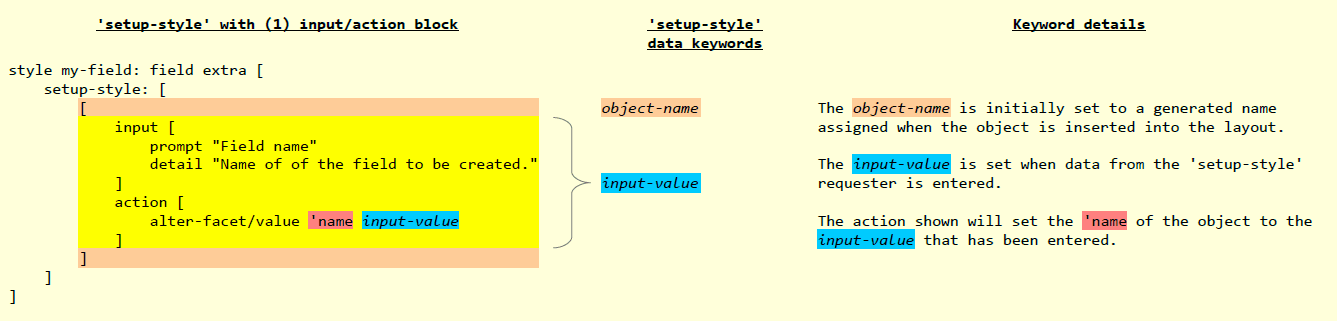 'setup-style' with (1) input/action block
style my-field: field extra [
setup-style: [
[
input [
prompt "Field name"
detail "Name of of the field to be created."
]
action [
alter-facet/value 'name input-value
]
]
]
]
'setup-style'
data keywords
object-name
input-value
Keyword details
The object-name is initially set to a generated name
assigned when the object is inserted into the layout.
The input-value is set when data from the 'setup-style'
requester is entered.
The action shown will set the 'name of the object to the
input-value that has been entered.